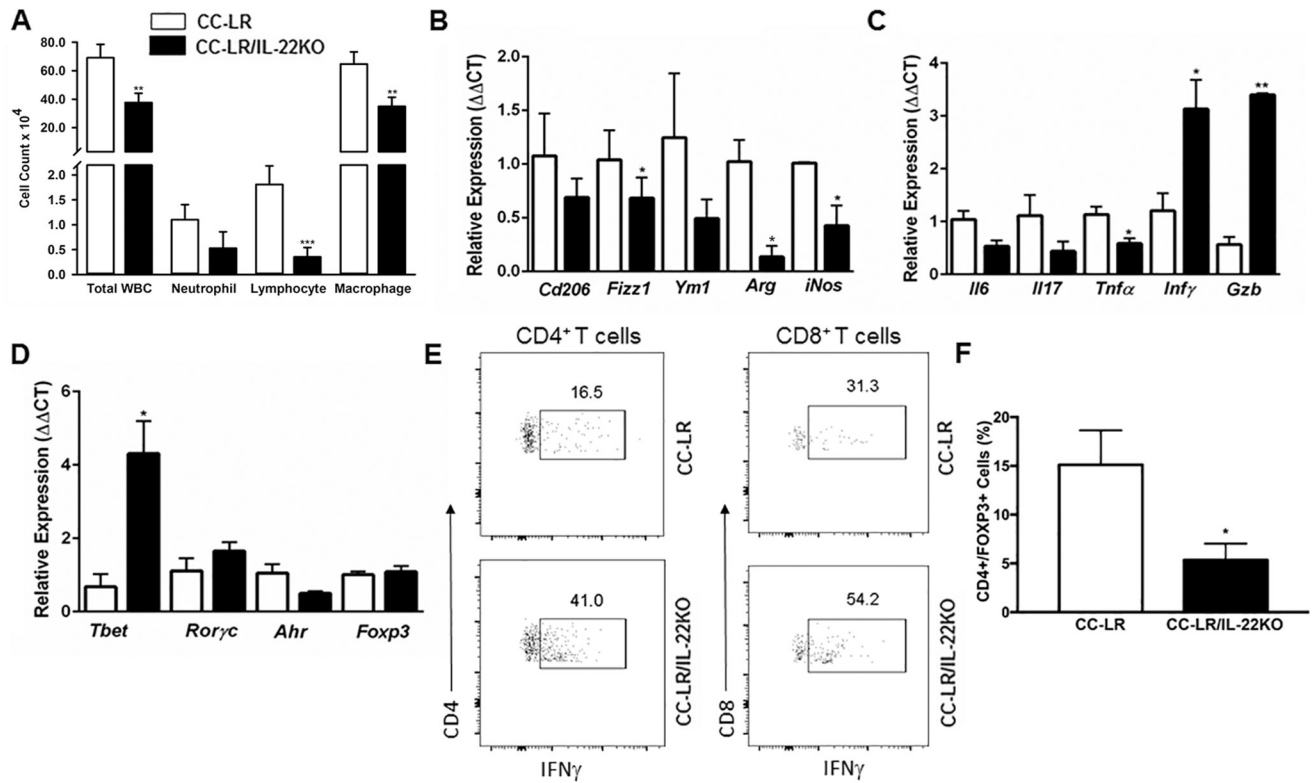 A
CC-LR
CC-LR/IL-22KO
Cell Count x 10⁴
80.0
60.0
40.0
20.0
2.0
1.5
1.0
0.5
0.0
**
***
**
Total WBC Neutrophil Lymphocyte Macrophage
B
Relative Expression (ΔΔCT)
2.0
1.5
1.0
0.5
0.0
*
*
*
Cd206 Fizz1 Ym1 Arg iNos
C
Relative Expression (ΔΔCT)
4
3
2
1
0
*
*
**
Il6 Il17 Tnfα Infγ Gzb
D
Relative Expression (ΔΔCT)
6
4
2
0
*
Tbet Rorγc Ahr Foxp3
E
CD4⁺ T cells
CD8⁺ T cells
16.5
31.3
CC-LR
CC-LR
41.0
54.2
CC-LR/IL-22KO
CC-LR/IL-22KO
CD4
CD8
IFNγ
IFNγ
F
CD4+/FOXP3+ Cells (%)
20
15
10
5
0
*
CC-LR CC-LR/IL-22KO